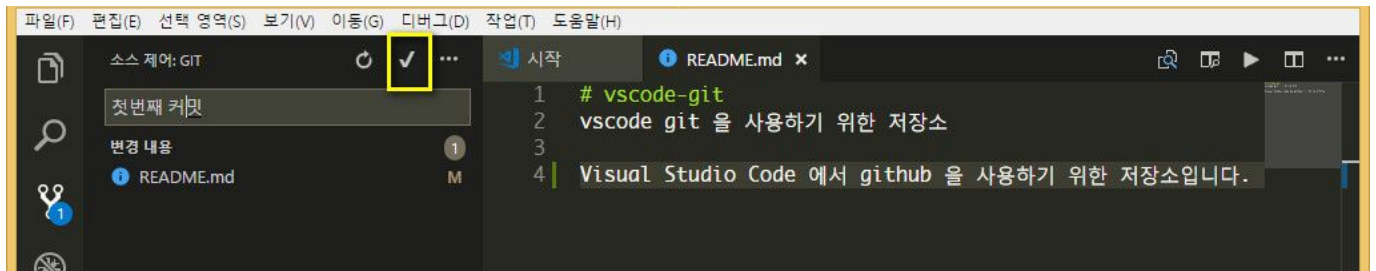 파일(F) 편집(E) 선택 영역(S) 보기(V) 이동(G) 디버그(D) 작업(T) 도움말(H)
소스 제어: GIT
시작
README.md
첫번째 커밋
변경 내용 1
README.md M
1
1 # vscode-git
2 vscode git 을 사용하기 위한 저장소
3
4 Visual Studio Code 에서 github 을 사용하기 위한 저장소입니다.